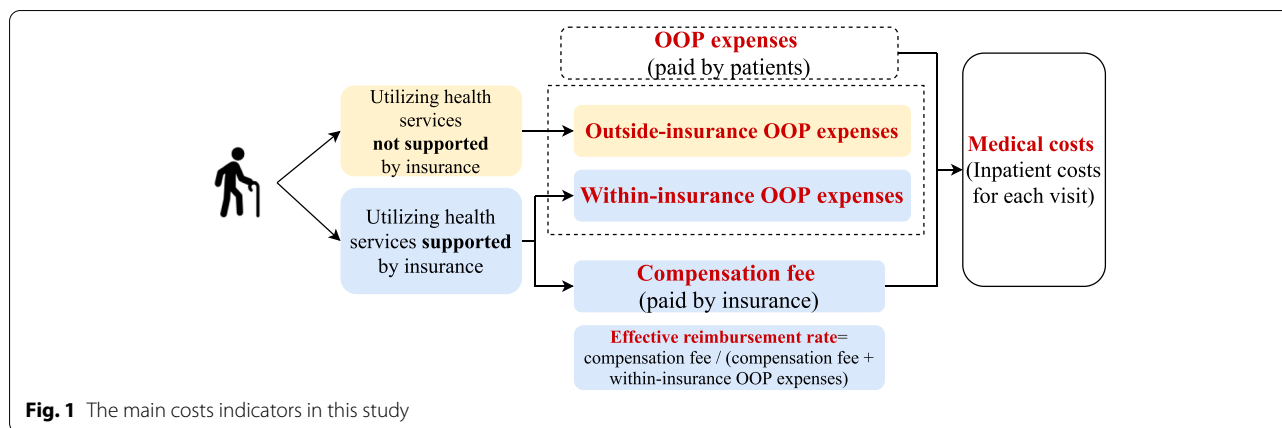 OOP expenses
(paid by patients)
Utilizing health
services
not supported
by insurance
Outside-insurance OOP expenses
Medical costs
(Inpatient costs
for each visit)
Within-insurance OOP expenses
Utilizing health
services supported
by insurance
Compensation fee
(paid by insurance)
Effective reimbursement rate=
compensation fee / (compensation fee +
within-insurance OOP expenses)
Fig. 1 The main costs indicators in this study